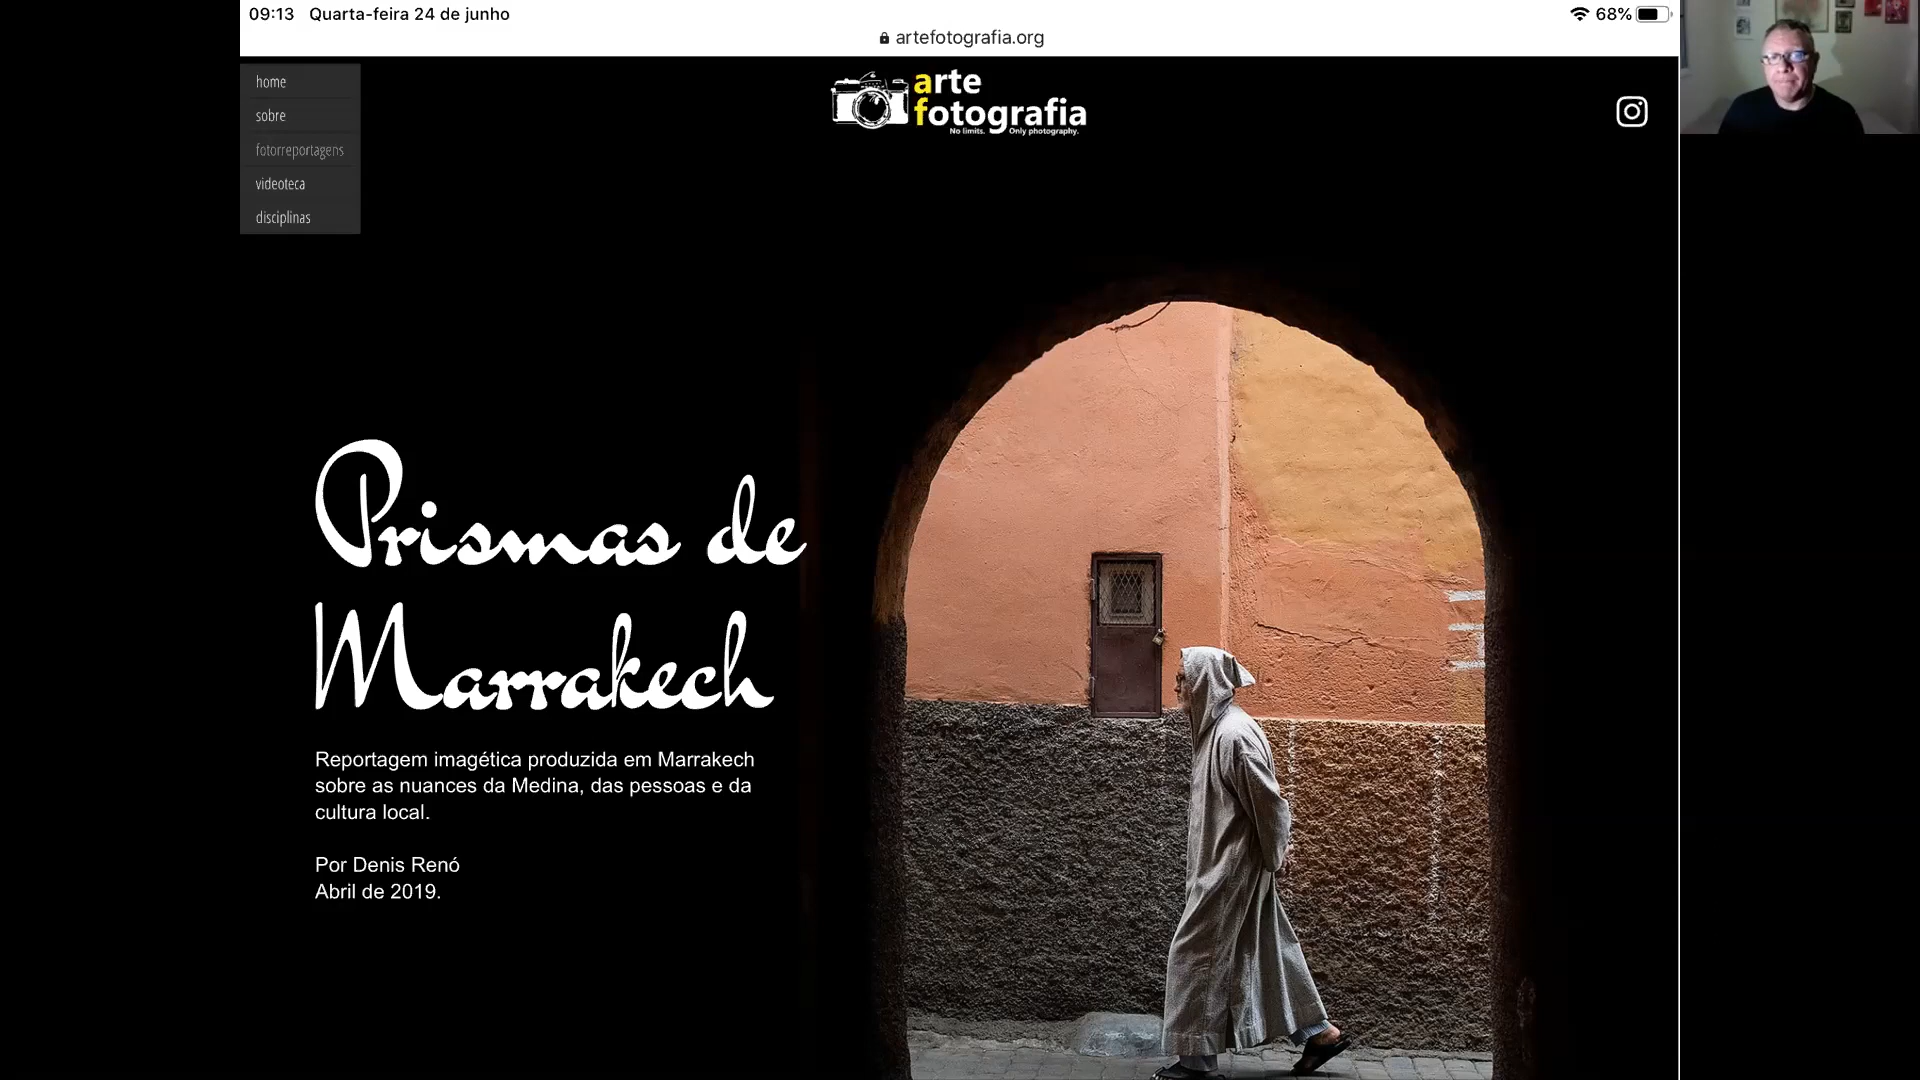 09:13 Quarta-feira 24 de junho
68%
artefotografia.org
home
sobre
fotorreportagens
videoteca
disciplinas
arte
fotografia
No limits. Only photography.
Prismas de
Marrakech
Reportagem imagética produzida em Marrakech
sobre as nuances da Medina, das pessoas e da
cultura local.
Por Denis Renó
Abril de 2019.